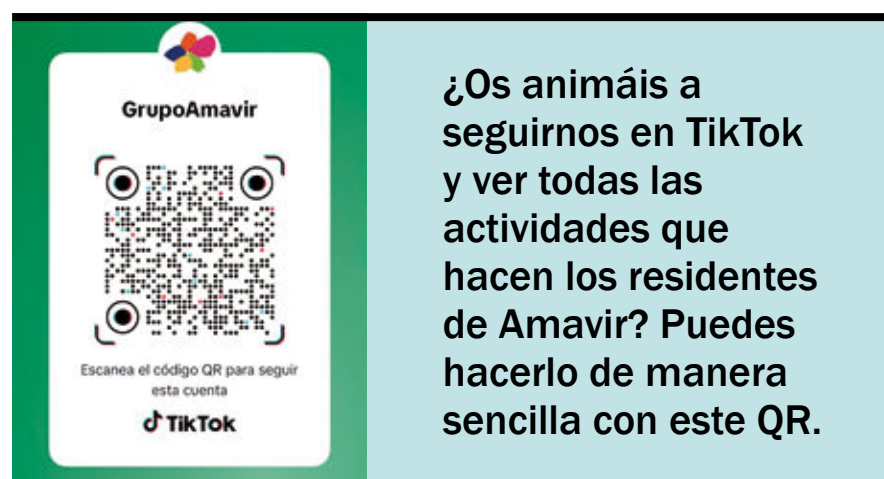 GrupoAmavir
Escanea el código QR para seguir
esta cuenta
TikTok
¿Os animáis a
seguirnos en TikTok
y ver todas las
actividades que
hacen los residentes
de Amavir? Puedes
hacerlo de manera
sencilla con este QR.